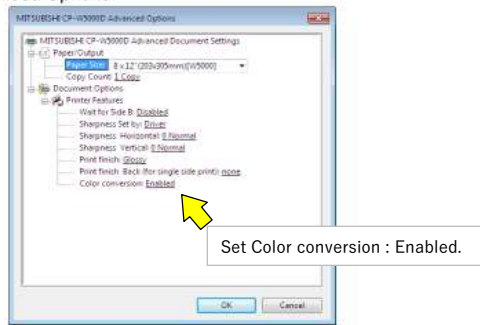 MITSUBISHI CP-W5000D Advanced Options
MITSUBISHI CP-W5000D Advanced Document Settings
Paper/Output
Paper Size: 8 x 12"(203x305mm)[W5000]
Copy Count: 1 Copy
Document Options
Printer Features
Wait for Side B: Disabled
Sharpness Set by: Driver
Sharpness Horizontal: 0 Normal
Sharpness Vertical: 0 Normal
Print finish: Glossy
Print finish Back (for single side print): none
Color conversion: Enabled
Set Color conversion : Enabled.
OK Cancel